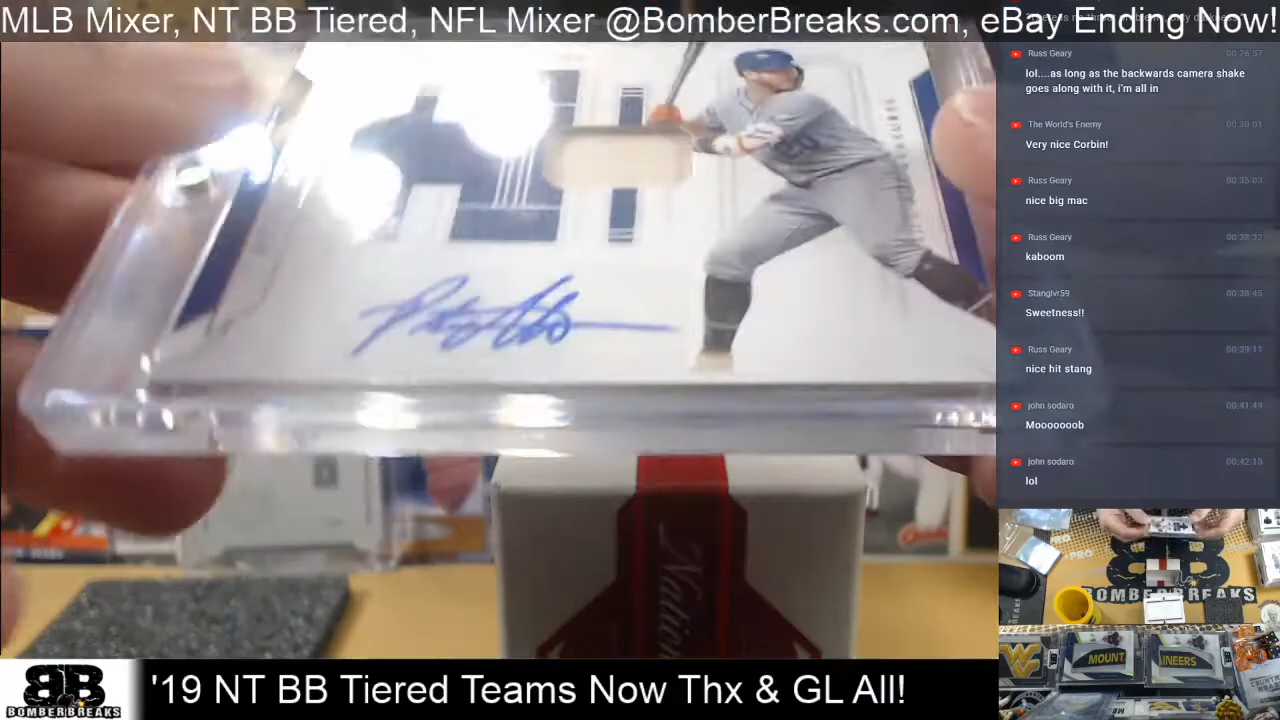 MLB Mixer, NT BB Tiered, NFL Mixer @BomberBreaks.com, eBay Ending Now!
Russ Geary 00:26:57
lol....as long as the backwards camera shake
goes along with it, i'm all in
The World's Enemy 00:30:01
Very nice Corbin!
Russ Geary 00:35:03
nice big mac
Russ Geary 00:38:32
kaboom
Stanglvr59 00:38:45
Sweetness!!
Russ Geary 00:39:11
nice hit stang
john sodaro 00:41:49
Mooooooob
john sodaro 00:42:15
lol
BOMBERBREAKS
MOUNT
AINEERS
BB
BOMBERBREAKS
'19 NT BB Tiered Teams Now Thx & GL All!